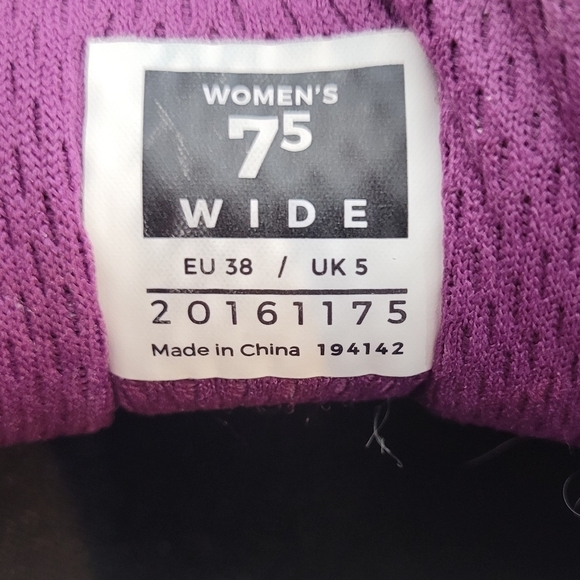 WOMEN'S
7⁵
WIDE
EU 38 / UK 5
20161175
Made in China 194142